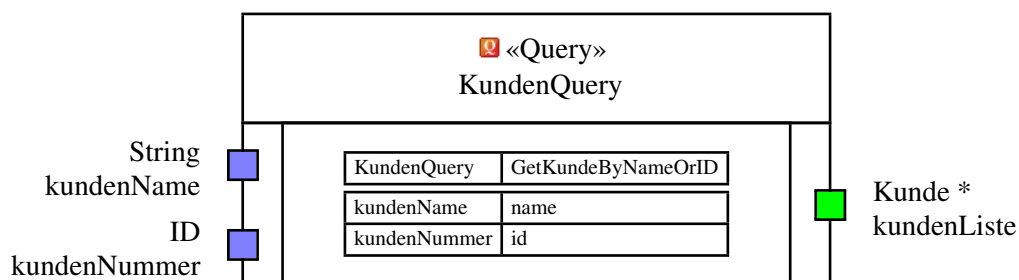 Q «Query»
KundenQuery
String
kundenName
ID
kundenNummer
KundenQuery GetKundeByNameOrID
kundenName name
kundenNummer id
Kunde *
kundenListe